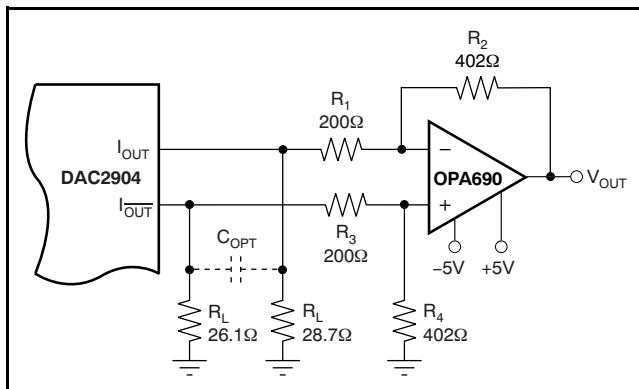 R2
402Ω
R1
200Ω
IOUT
DAC2904
IOUT
−
OPA690
+
VOUT
COPT
R3
200Ω
−5V
+5V
RL
26.1Ω
RL
28.7Ω
R4
402Ω